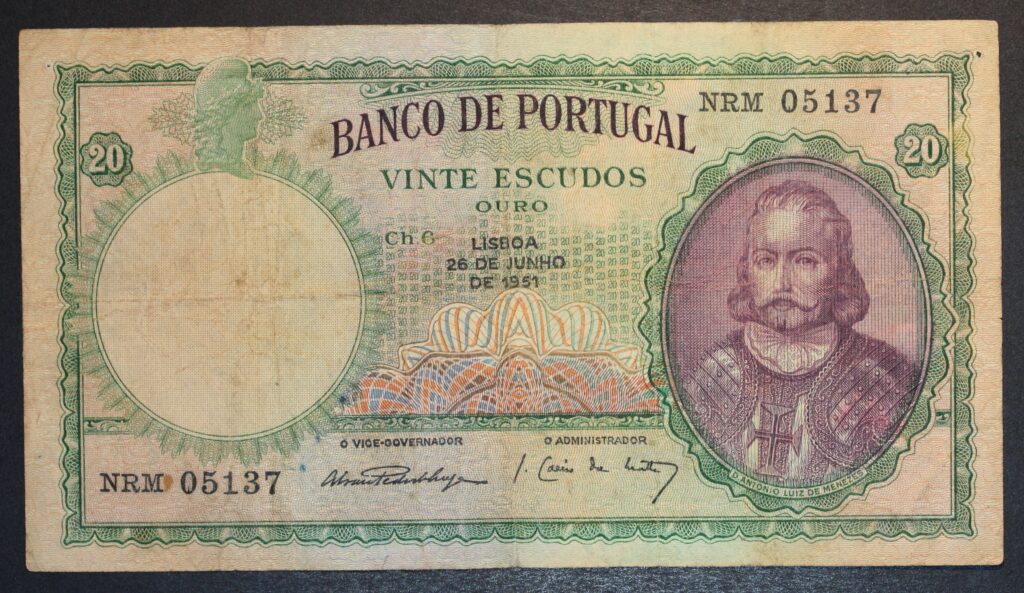 NRM 05137
BANCO DE PORTUGAL
20
20
VINTE ESCUDOS
OURO
Ch. 6
LISBOA
26 DE JUNHO
DE 1951
O VICE-GOVERNADOR
O ADMINISTRADOR
NRM 05137
D. ANTONIO LUIZ DE MENEZES